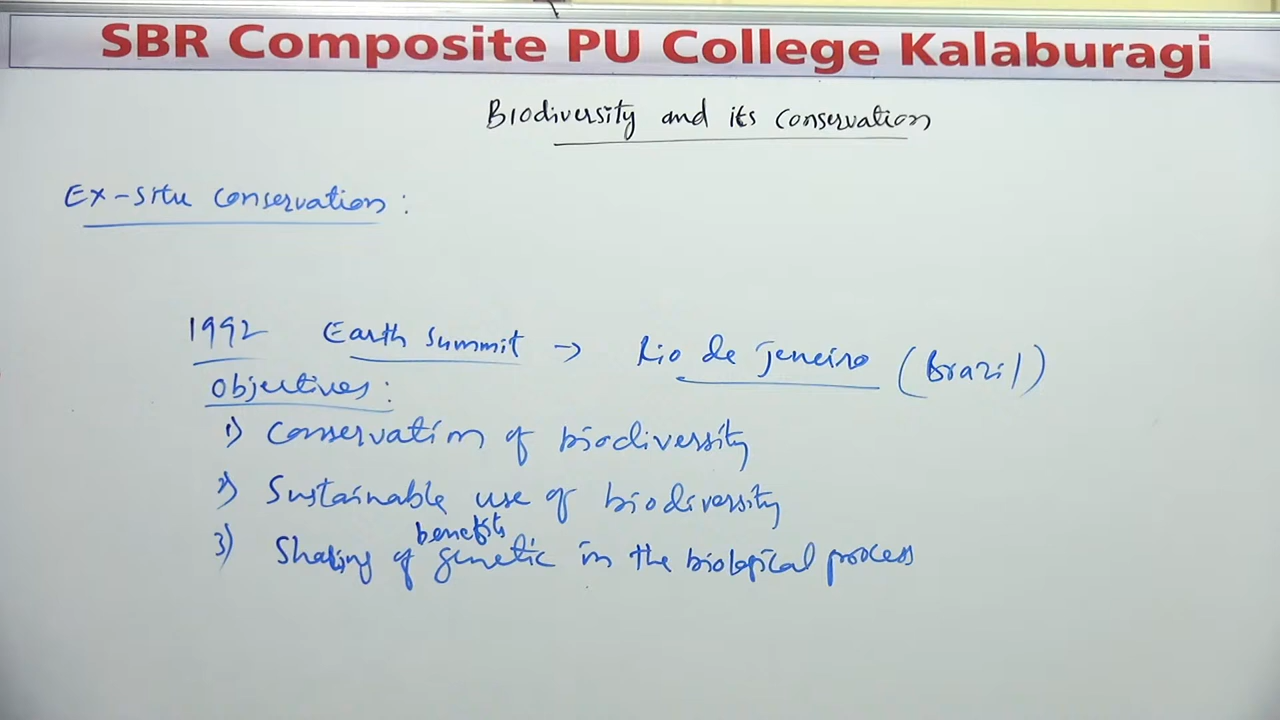 SBR Composite PU College Kalaburagi
Biodiversity and its conservation
Ex-situ conservation :
1992 Earth Summit → Rio de jeneiro (Brazil)
Objectives :
1) Conservation of biodiversity
2) Sustainable use of biodiversity
benefits
3) Sharing of genetic in the biological process